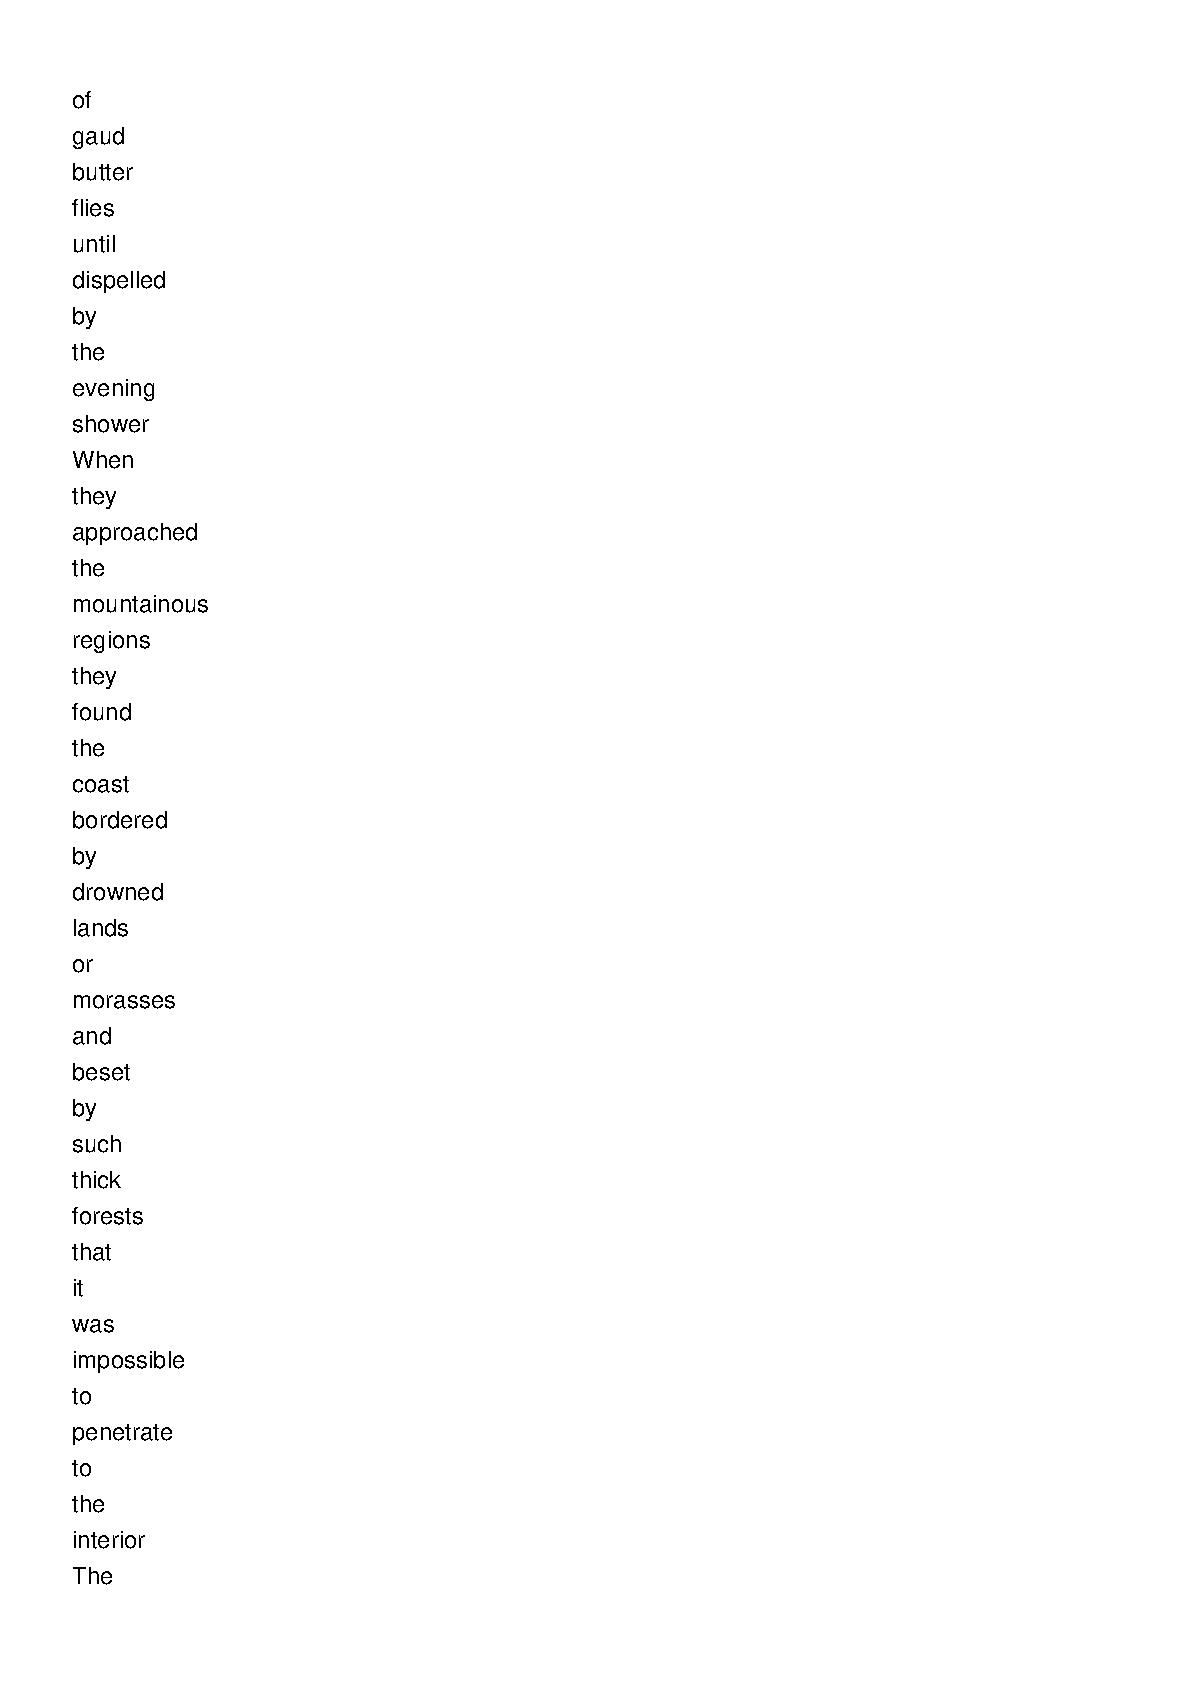 of
gaud
butter
flies
until
dispelled
by
the
evening
shower
When
they
approached
the
mountainous
regions
they
found
the
coast
bordered
by
drowned
lands
or
morasses
and
beset
by
such
thick
forests
that
it
was
impossible
to
penetrate
to
the
interior
The